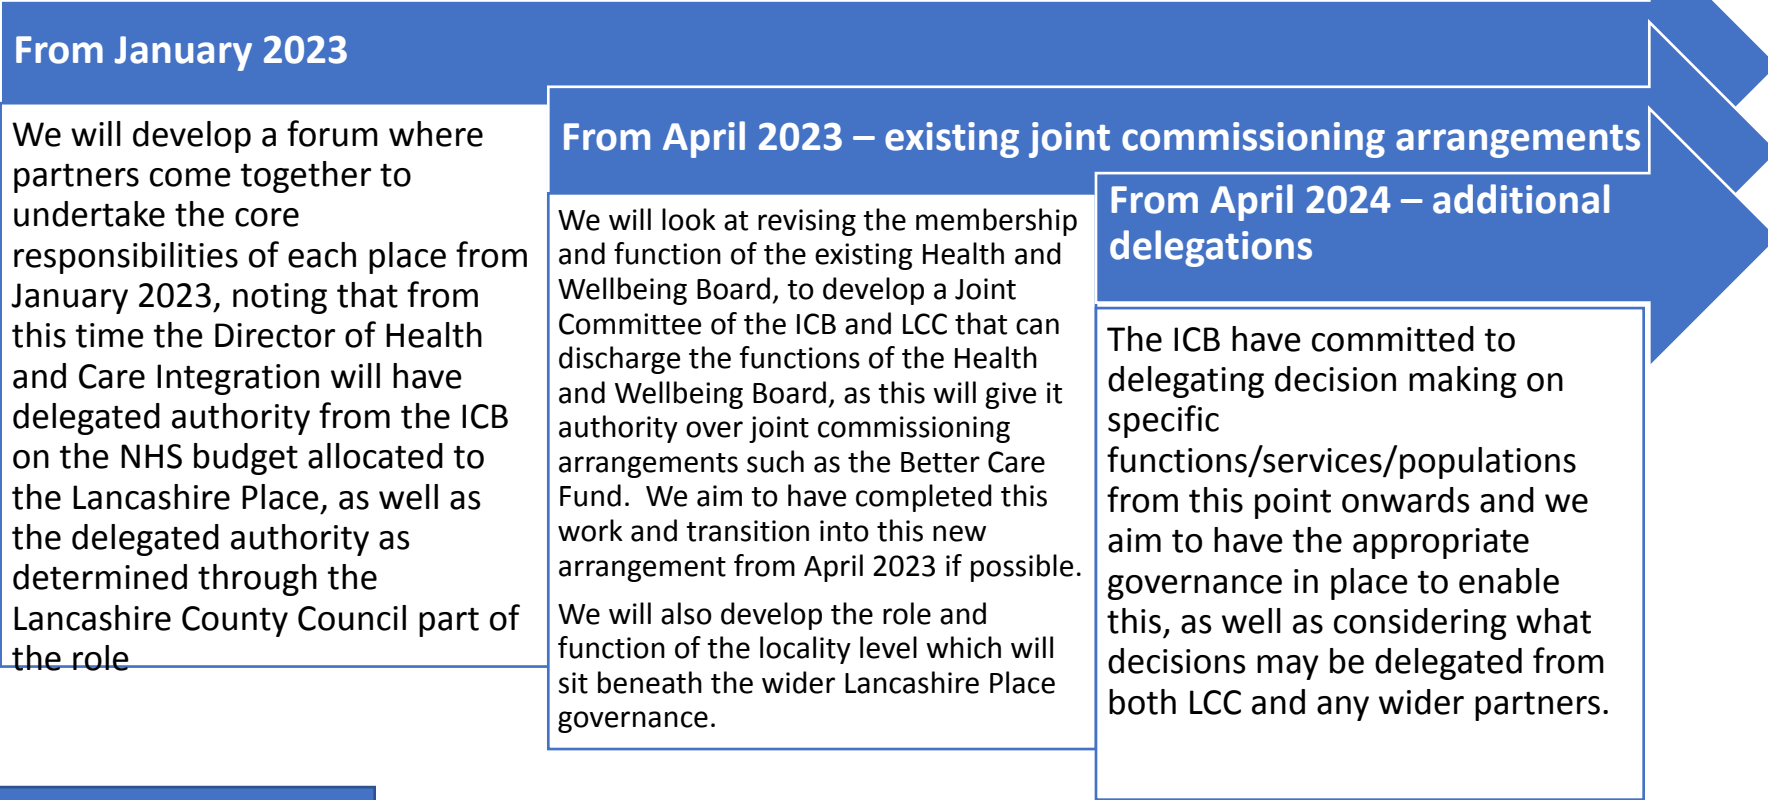 From January 2023
We will develop a forum where
partners come together to
undertake the core
responsibilities of each place from
January 2023, noting that from
this time the Director of Health
and Care Integration will have
delegated authority from the ICB
on the NHS budget allocated to
the Lancashire Place, as well as
the delegated authority as
determined through the
Lancashire County Council part of
the role
From April 2023 – existing joint commissioning arrangements
We will look at revising the membership
and function of the existing Health and
Wellbeing Board, to develop a Joint
Committee of the ICB and LCC that can
discharge the functions of the Health
and Wellbeing Board, as this will give it
authority over joint commissioning
arrangements such as the Better Care
Fund.  We aim to have completed this
work and transition into this new
arrangement from April 2023 if possible.
We will also develop the role and
function of the locality level which will
sit beneath the wider Lancashire Place
governance.
From April 2024 – additional
delegations
The ICB have committed to
delegating decision making on
specific
functions/services/populations
from this point onwards and we
aim to have the appropriate
governance in place to enable
this, as well as considering what
decisions may be delegated from
both LCC and any wider partners.